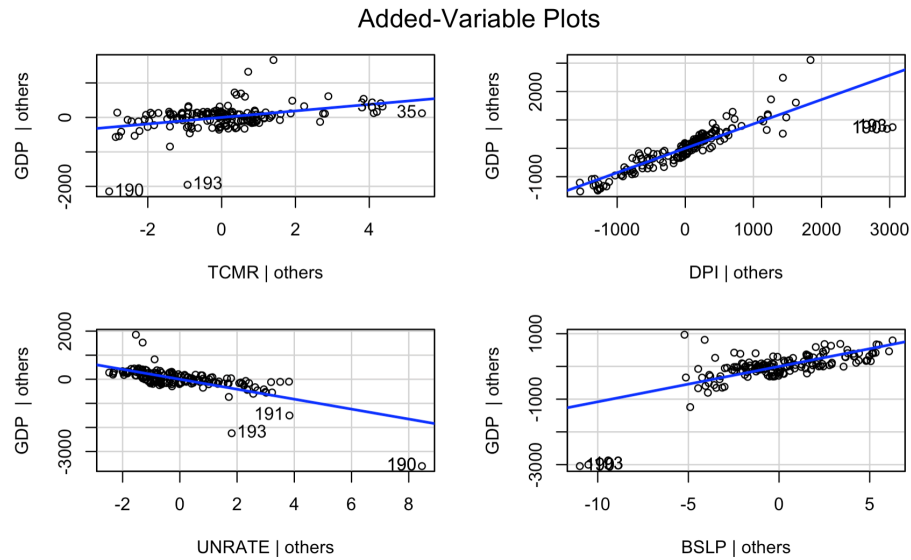 Added-Variable Plots
GDP | others
0
-2000
190
193
35
-2 0 2 4
TCMR | others
GDP | others
2000
-1000
-1000 0 1000 2000 3000
DPI | others
GDP | others
2000
0
-3000
191
193
190
-2 0 2 4 6 8
UNRATE | others
GDP | others
1000
-1000
-3000
-10 -5 0 5
BSLP | others